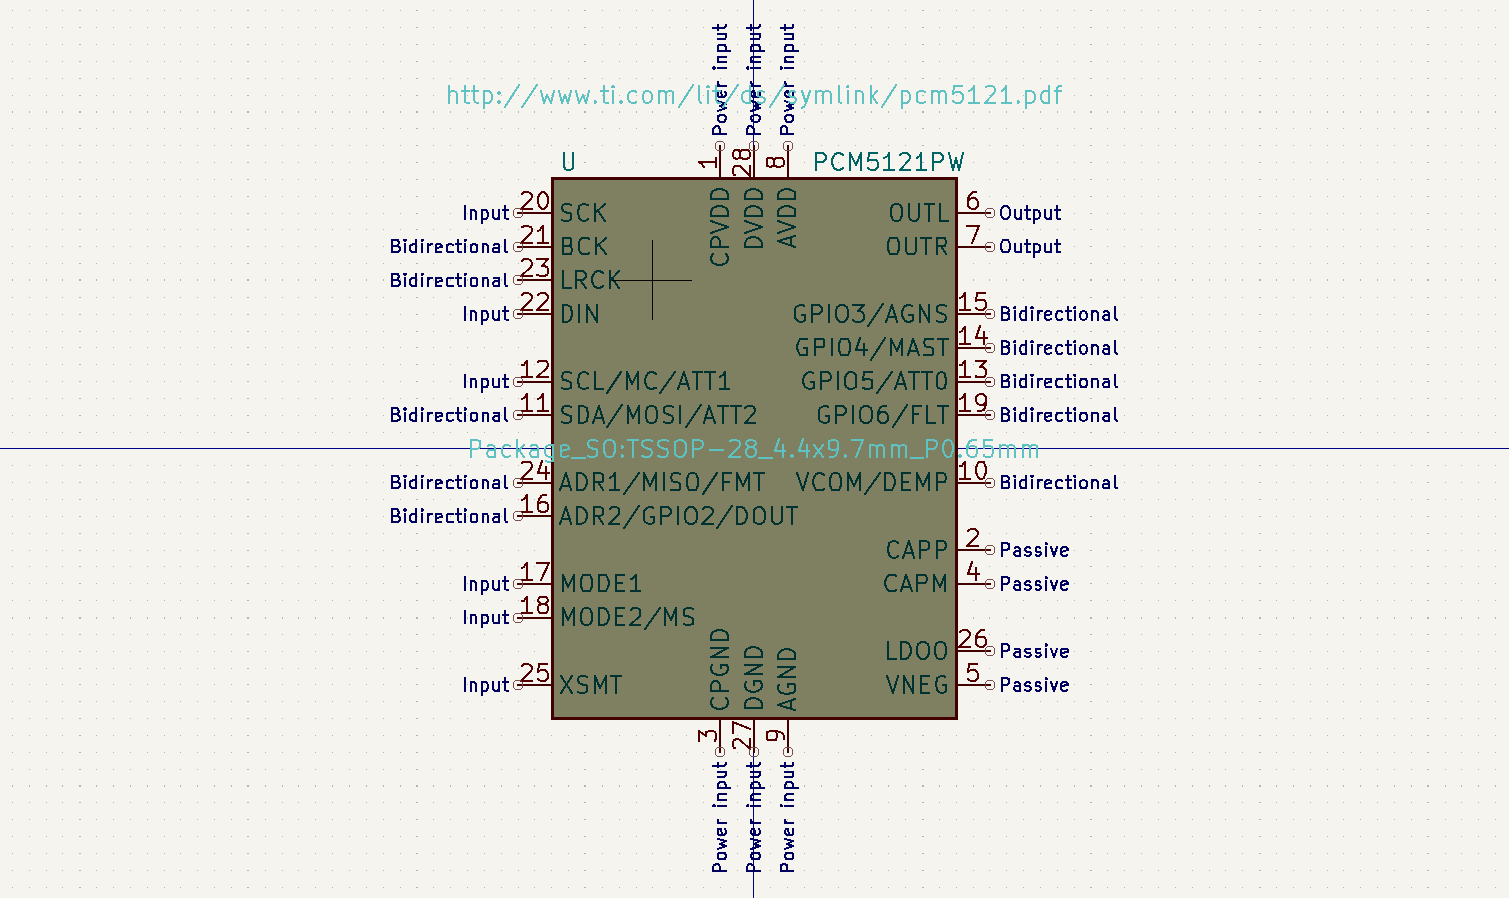 Power input Power input Power input
http://www.ti.com/lit/ds/symlink/pcm5121.pdf
U PCM5121PW
1 28 8
CPVDD DVDD AVDD
Input 20 SCK OUTL 6 Output
Bidirectional 21 BCK OUTR 7 Output
Bidirectional 23 LRCK
Input 22 DIN GPIO3/AGNS 15 Bidirectional
GPIO4/MAST 14 Bidirectional
Input 12 SCL/MC/ATT1 GPIO5/ATT0 13 Bidirectional
Bidirectional 11 SDA/MOSI/ATT2 GPIO6/FLT 19 Bidirectional
Package_SO:TSSOP-28_4.4x9.7mm_P0.65mm
Bidirectional 24 ADR1/MISO/FMT VCOM/DEMP 10 Bidirectional
Bidirectional 16 ADR2/GPIO2/DOUT
CAPP 2 Passive
Input 17 MODE1 CAPM 4 Passive
Input 18 MODE2/MS
LDOO 26 Passive
Input 25 XSMT VNEG 5 Passive
CPGND DGND AGND
3 27 9
Power input Power input Power input